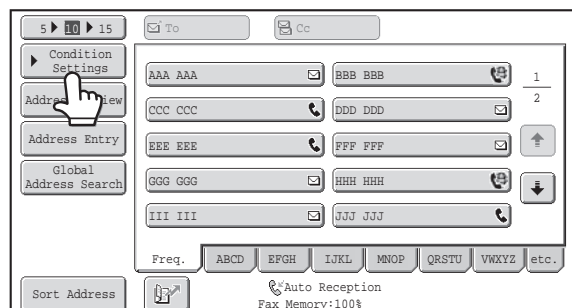 5 10 15
To
Cc
Condition
Settings
Address Entry
Global
Address Search
Sort Address
AAA AAA
BBB BBB
CCC CCC
DDD DDD
EEE EEE
FFF FFF
GGG GGG
HHH HHH
III III
JJJ JJJ
1
2
Freq.
ABCD
EFGH
IJKL
MNOP
QRSTU
VWXYZ
etc.
Auto Reception
Fax Memory:100%